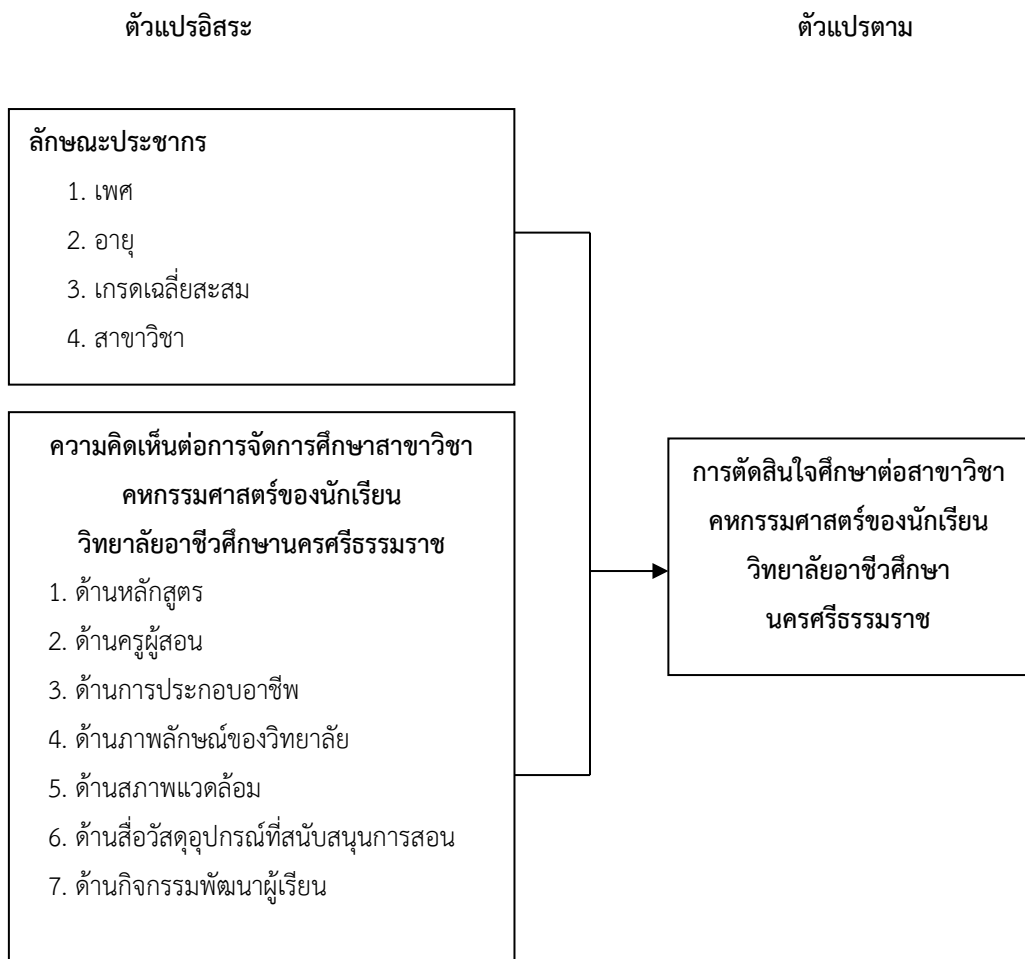 ตัวแปรอิสระ
ตัวแปรตาม
ลักษณะประชากร
1. เพศ
2. อายุ
3. เกรดเฉลี่ยสะสม
4. สาขาวิชา
ความคิดเห็นต่อการจัดการศึกษาสาขาวิชา
คหกรรมศาสตร์ของนักเรียน
วิทยาลัยอาชีวศึกษานครศรีธรรมราช
1. ด้านหลักสูตร
2. ด้านครูผู้สอน
3. ด้านการประกอบอาชีพ
4. ด้านภาพลักษณ์ของวิทยาลัย
5. ด้านสภาพแวดล้อม
6. ด้านสื่อวัสดุอุปกรณ์ที่สนับสนุนการสอน
7. ด้านกิจกรรมพัฒนาผู้เรียน
การตัดสินใจศึกษาต่อสาขาวิชา
คหกรรมศาสตร์ของนักเรียน
วิทยาลัยอาชีวศึกษา
นครศรีธรรมราช